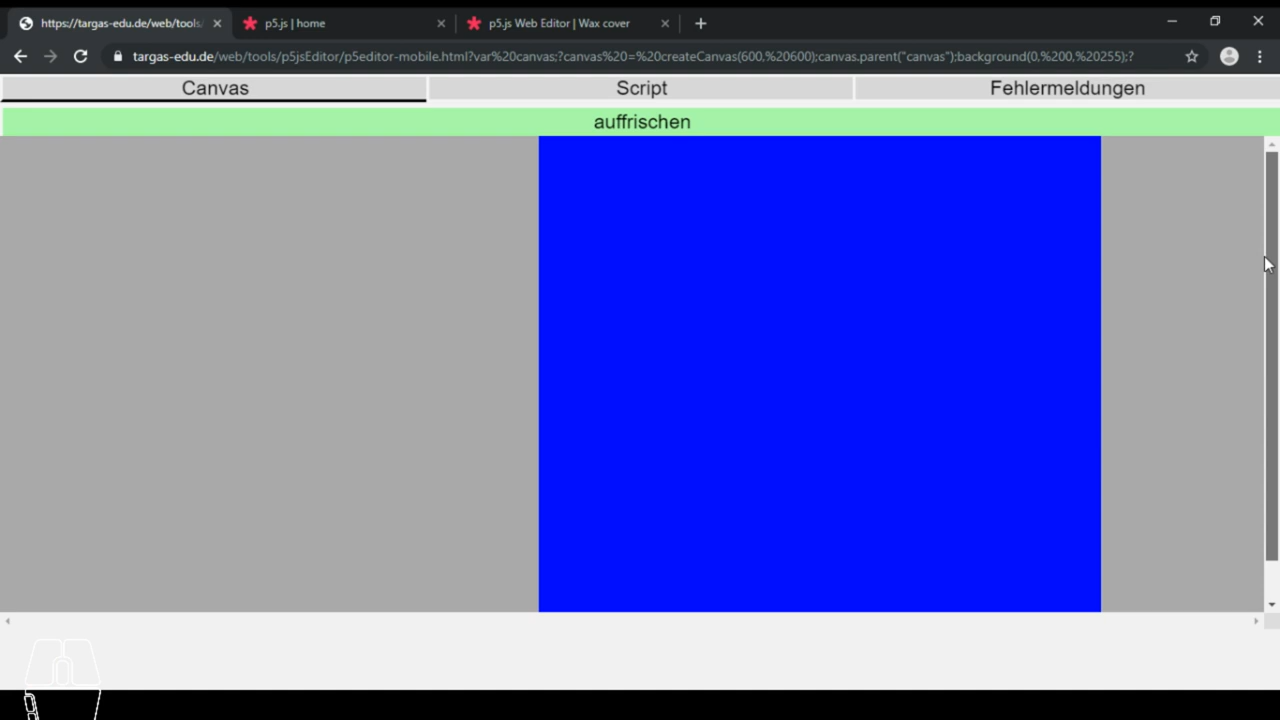 https://targas-edu.de/web/tools
p5.js | home
p5.js Web Editor | Wax cover
targas-edu.de/web/tools/p5jsEditor/p5editor-mobile.html?var%20canvas;?canvas%20=%20createCanvas(600,%20600);canvas.parent("canvas");background(0,%200,%20255);?
Canvas
Script
Fehlermeldungen
auffrischen